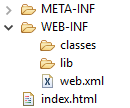 META-INF
WEB-INF
classes
lib
web.xml
index.html